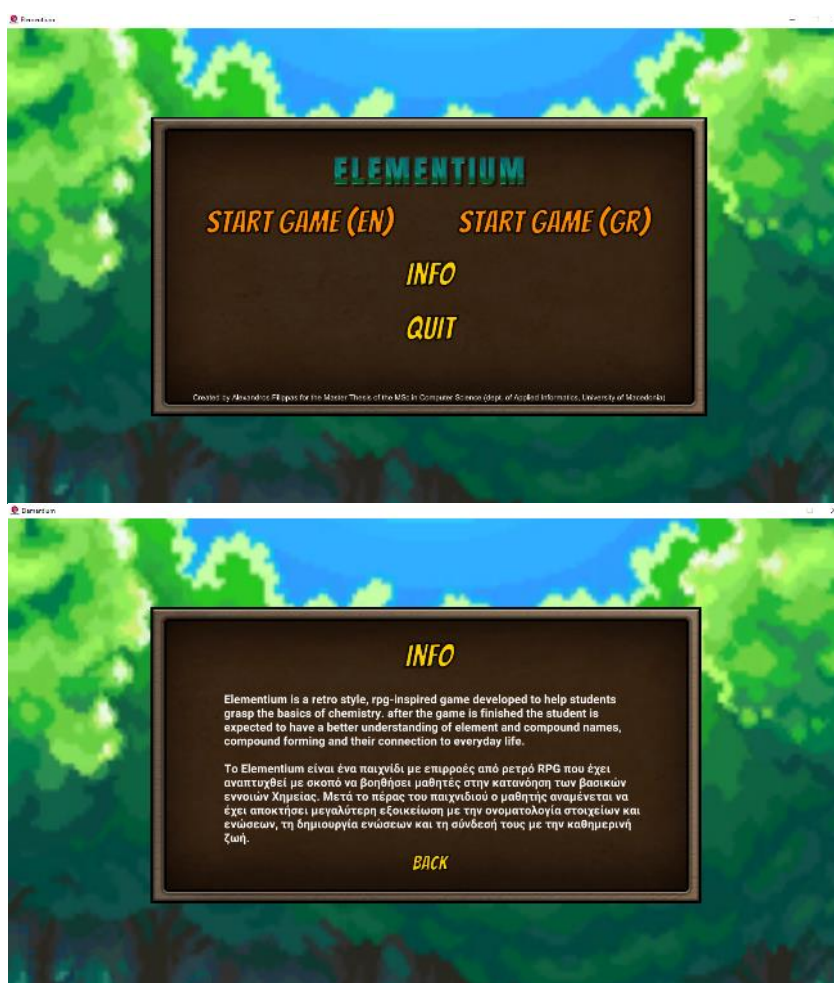 Elementium
ELEMENTIUM
START GAME (EN) START GAME (GR)
INFO
QUIT
Created by Alexandros Filippas for the Master Thesis of the MSc in Computer Science (dept. of Applied Informatics, University of Macedonia)
Elementium
INFO
Elementium is a retro style, rpg-inspired game developed to help students
grasp the basics of chemistry. after the game is finished the student is
expected to have a better understanding of element and compound names,
compound forming and their connection to everyday life.
Το Elementium είναι ένα παιχνίδι με επιρροές από ρετρό RPG που έχει
αναπτυχθεί με σκοπό να βοηθήσει μαθητές στην κατανόηση των βασικών
εννοιών Χημείας. Μετά το πέρας του παιχνιδιού ο μαθητής αναμένεται να
έχει αποκτήσει μεγαλύτερη εξοικείωση με την ονοματολογία στοιχείων και
ενώσεων, τη δημιουργία ενώσεων και τη σύνδεσή τους με την καθημερινή
ζωή.
BACK